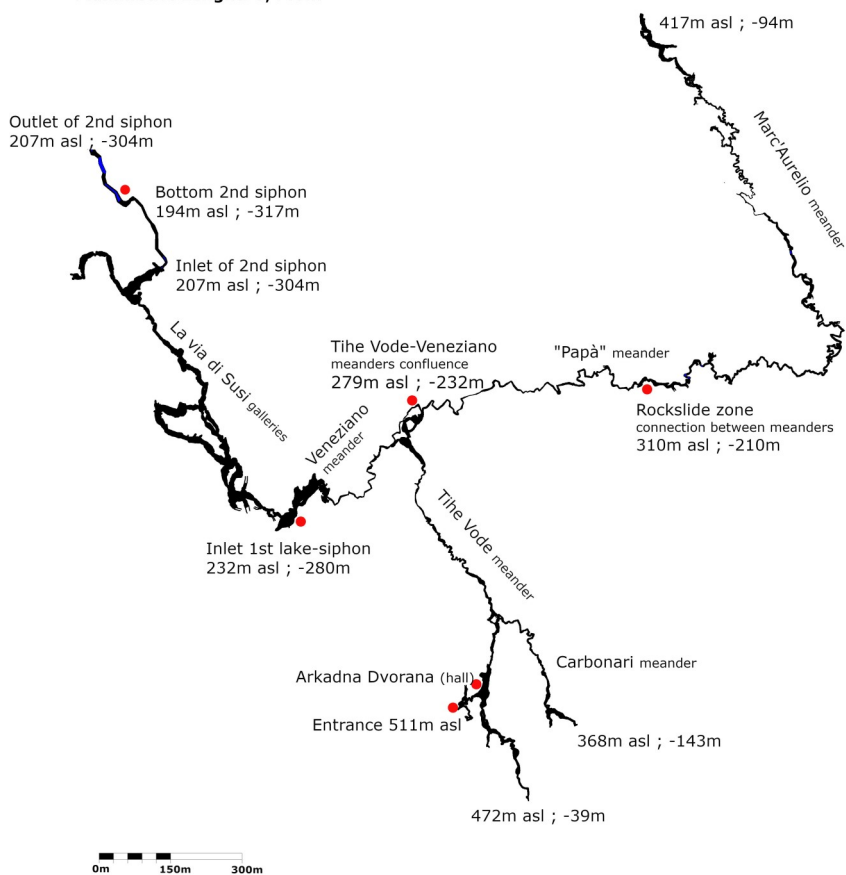 417m asl ; -94m
Marc'Aurelio meander
Outlet of 2nd siphon
207m asl ; -304m
Bottom 2nd siphon
194m asl ; -317m
Inlet of 2nd siphon
207m asl ; -304m
La via di Susi galleries
Tihe Vode-Veneziano
meanders confluence
279m asl ; -232m
"Papà" meander
Rockslide zone
connection between meanders
310m asl ; -210m
Veneziano
meander
Tihe Vode meander
Inlet 1st lake-siphon
232m asl ; -280m
Carbonari meander
Arkadna Dvorana (hall)
Entrance 511m asl
368m asl ; -143m
472m asl ; -39m
0m 150m 300m